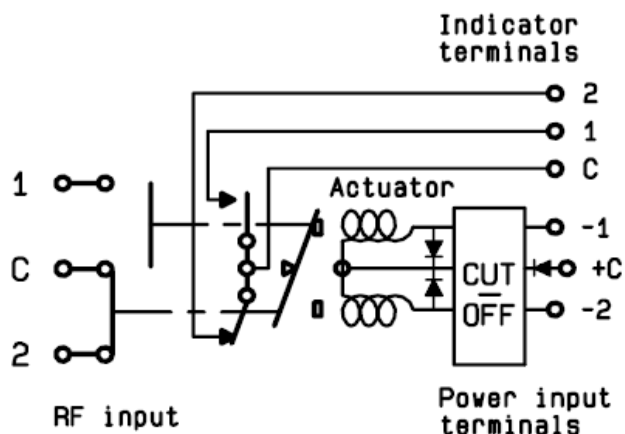 Indicator
terminals
2
1
C
Actuator
1
-1
C
CUT
+C
OFF
-2
2
RF input
Power input
terminals